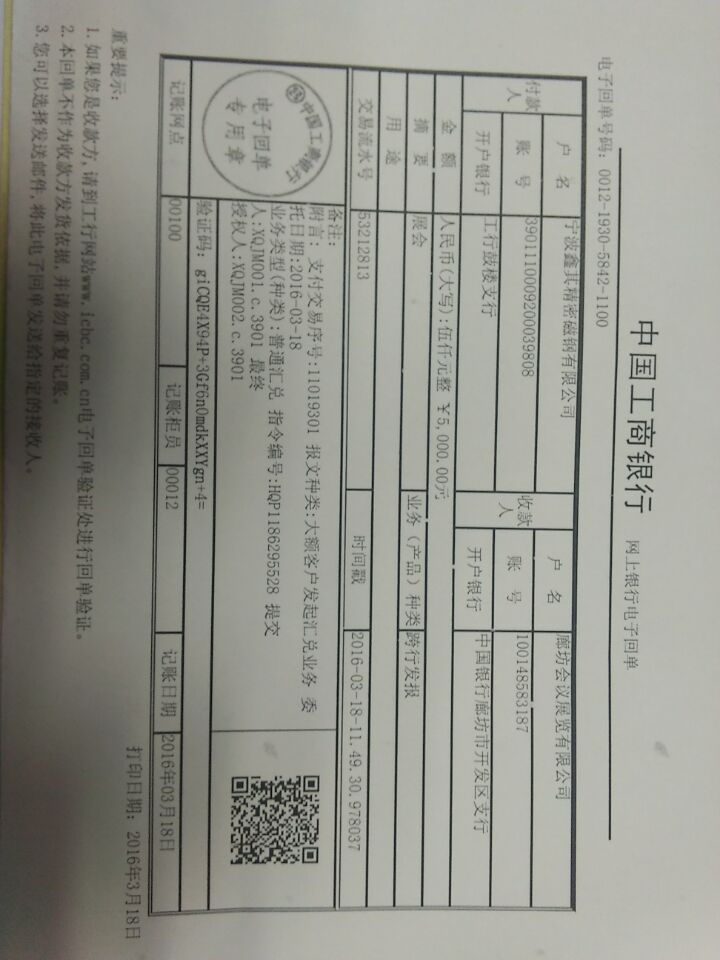 中国工商银行 网上银行电子回单
电子回单号码: 0012-1930-5842-1100
付款人 户 名 宁波鑫其精密磁钢有限公司 收款人 户 名 廊坊会议展览有限公司
账 号 3901110009200039808 账 号 100148583187
开户银行 工行鼓楼支行 开户银行 中国银行廊坊市开发区支行
金 额 人民币(大写):伍仟元整 ￥5,000.00元
摘 要 展会 业务（产品）种类 跨行发报
用 途
交易流水号 53212813 时间戳 2016-03-18-11.49.30.978037
备注:
附言: 支付交易序号:11019301 报文种类:大额客户发起汇兑业务 委
托日期:2016-03-18
业务类型(种类):普通汇兑 指令编号:HQP1186295528 提交
人:XQJM001.c.3901 最终
授权人:XQJM002.c.3901
中国工商银行
电子回单
专用章
验证码: giCQE4X94P+3Gf6n0mdkXXYgn+4=
记账网点 00100 记账柜员 00012 记账日期 2016年03月18日
打印日期: 2016年3月18日
重要提示:
1. 如果您是收款方,请到工行网站www.icbc.com.cn电子回单验证处进行回单验证。
2. 本回单不作为收款方发货依据,并请勿重复记账。
3. 您可以选择发送邮件,将此电子回单发送给指定的接收人。